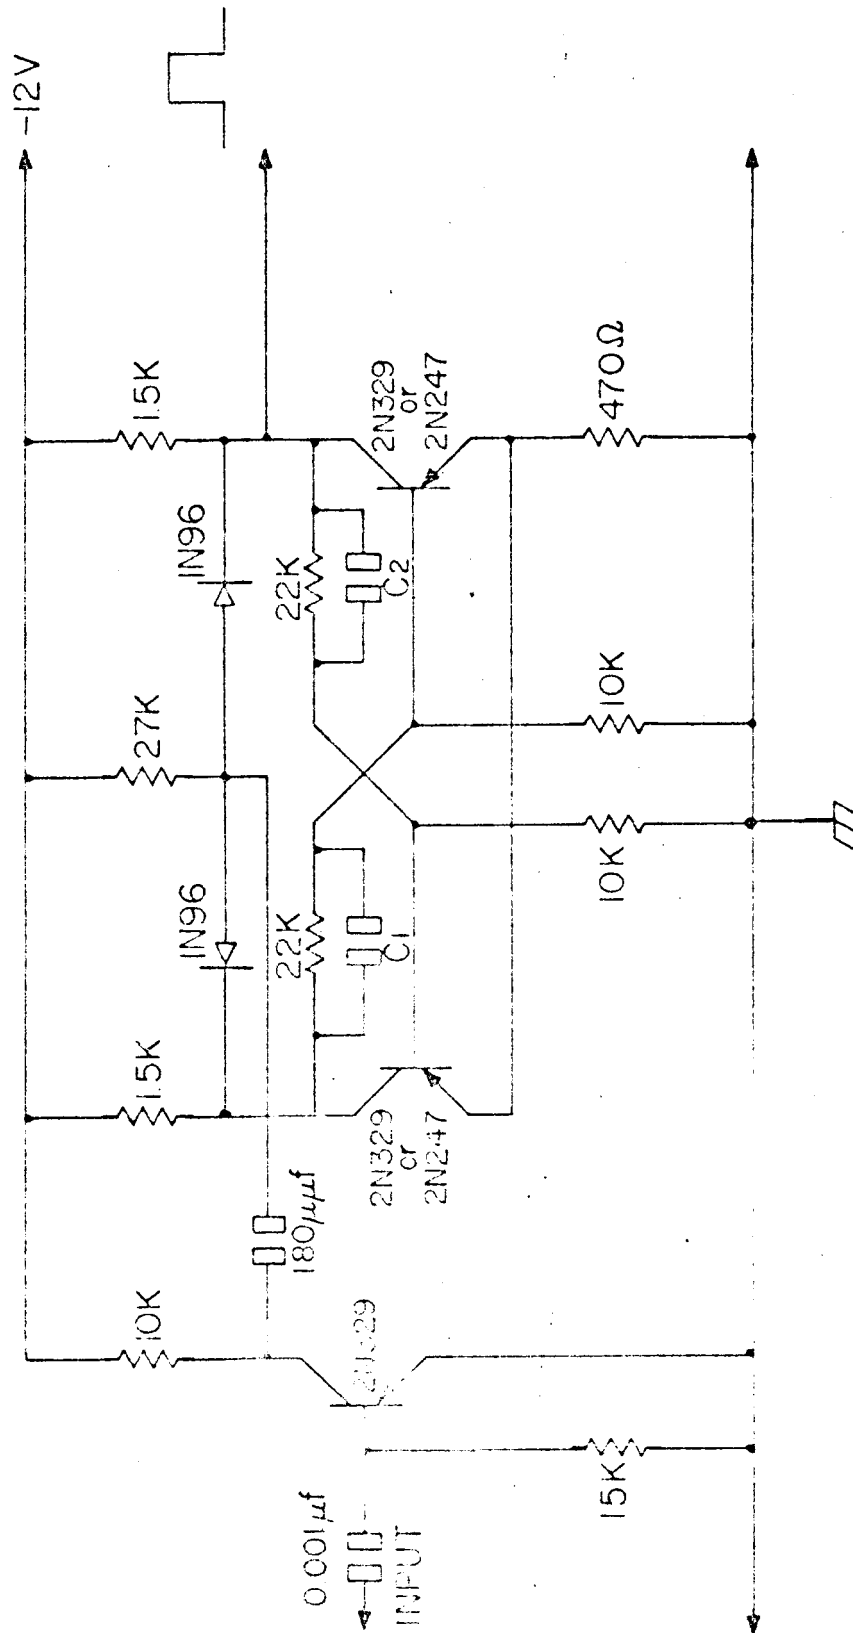 -12V
10K
1.5K
27K
1.5K
1N96
1N96
180μμf
22K
22K
C1
C2
0.001μf
INPUT
2N329
2N329
or
2N247
2N329
or
2N247
15K
10K
10K
470Ω